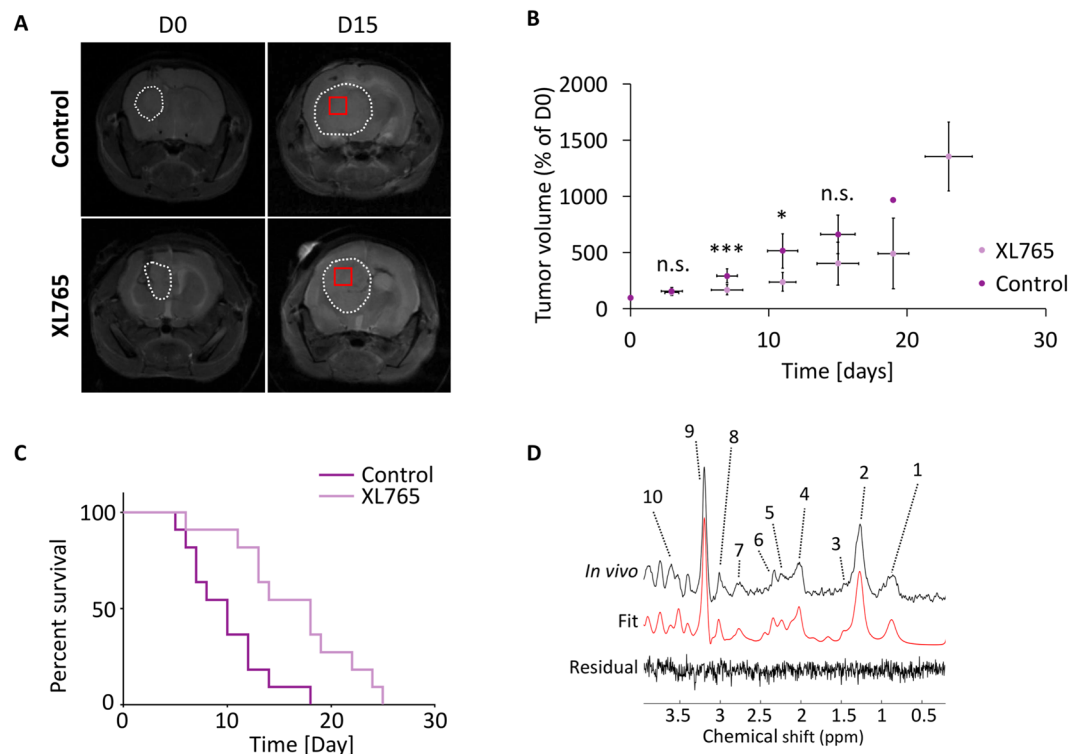 A
D0
D15
Control
XL765
B
2000
1500
1000
500
0
Tumor volume (% of D0)
n.s.
***
*
n.s.
XL765
Control
0
10
20
30
Time [days]
C
Control
XL765
100
50
0
Percent survival
0
10
20
30
Time [Day]
D
9
8
2
1
4
10
5
6
7
3
In vivo
Fit
Residual
3.5
3
2.5
2
1.5
1
0.5
Chemical shift (ppm)